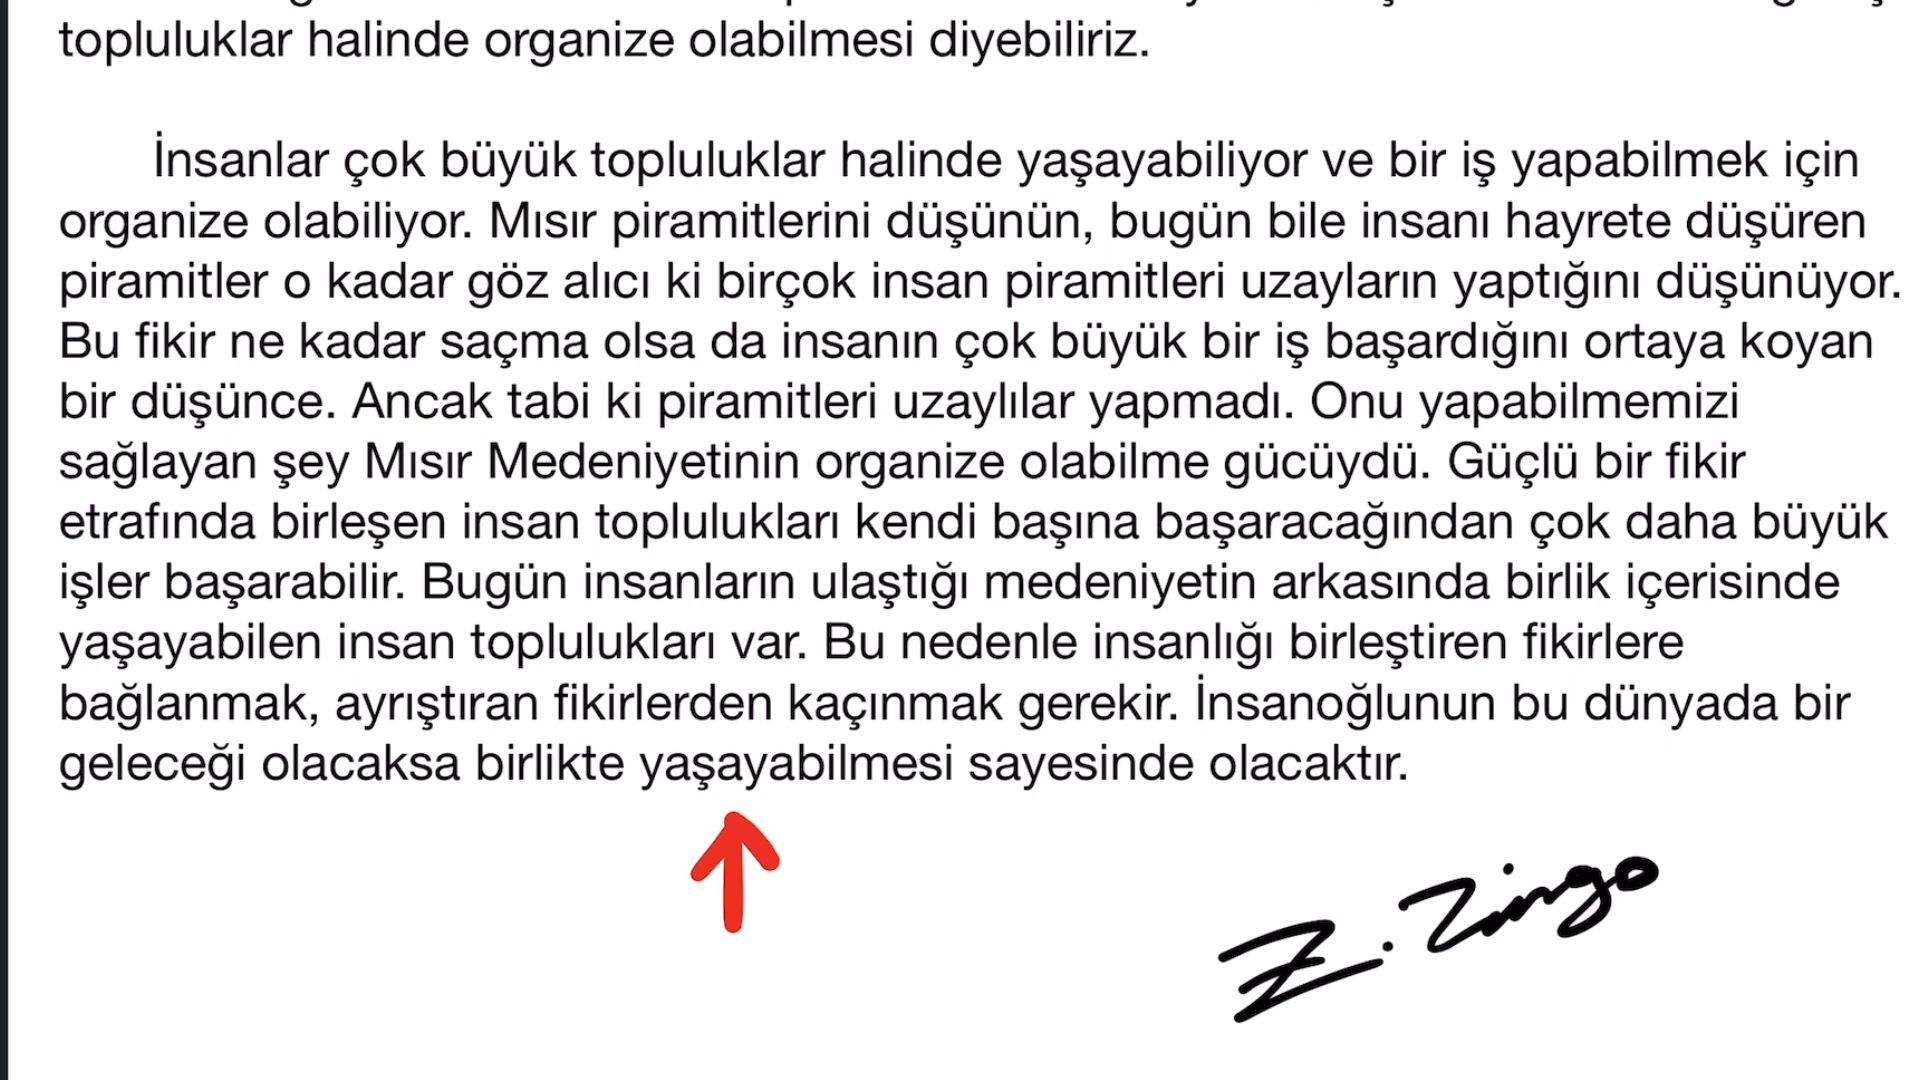 topluluklar halinde organize olabilmesi diyebiliriz.
İnsanlar çok büyük topluluklar halinde yaşayabiliyor ve bir iş yapabilmek için
organize olabiliyor. Mısır piramitlerini düşünün, bugün bile insanı hayrete düşüren
piramitler o kadar göz alıcı ki birçok insan piramitleri uzayların yaptığını düşünüyor.
Bu fikir ne kadar saçma olsa da insanın çok büyük bir iş başardığını ortaya koyan
bir düşünce. Ancak tabi ki piramitleri uzaylılar yapmadı. Onu yapabilmemizi
sağlayan şey Mısır Medeniyetinin organize olabilme gücüydü. Güçlü bir fikir
etrafında birleşen insan toplulukları kendi başına başaracağından çok daha büyük
işler başarabilir. Bugün insanların ulaştığı medeniyetin arkasında birlik içerisinde
yaşayabilen insan toplulukları var. Bu nedenle insanlığı birleştiren fikirlere
bağlanmak, ayrıştıran fikirlerden kaçınmak gerekir. İnsanoğlunun bu dünyada bir
geleceği olacaksa birlikte yaşayabilmesi sayesinde olacaktır.
Z. Zingo